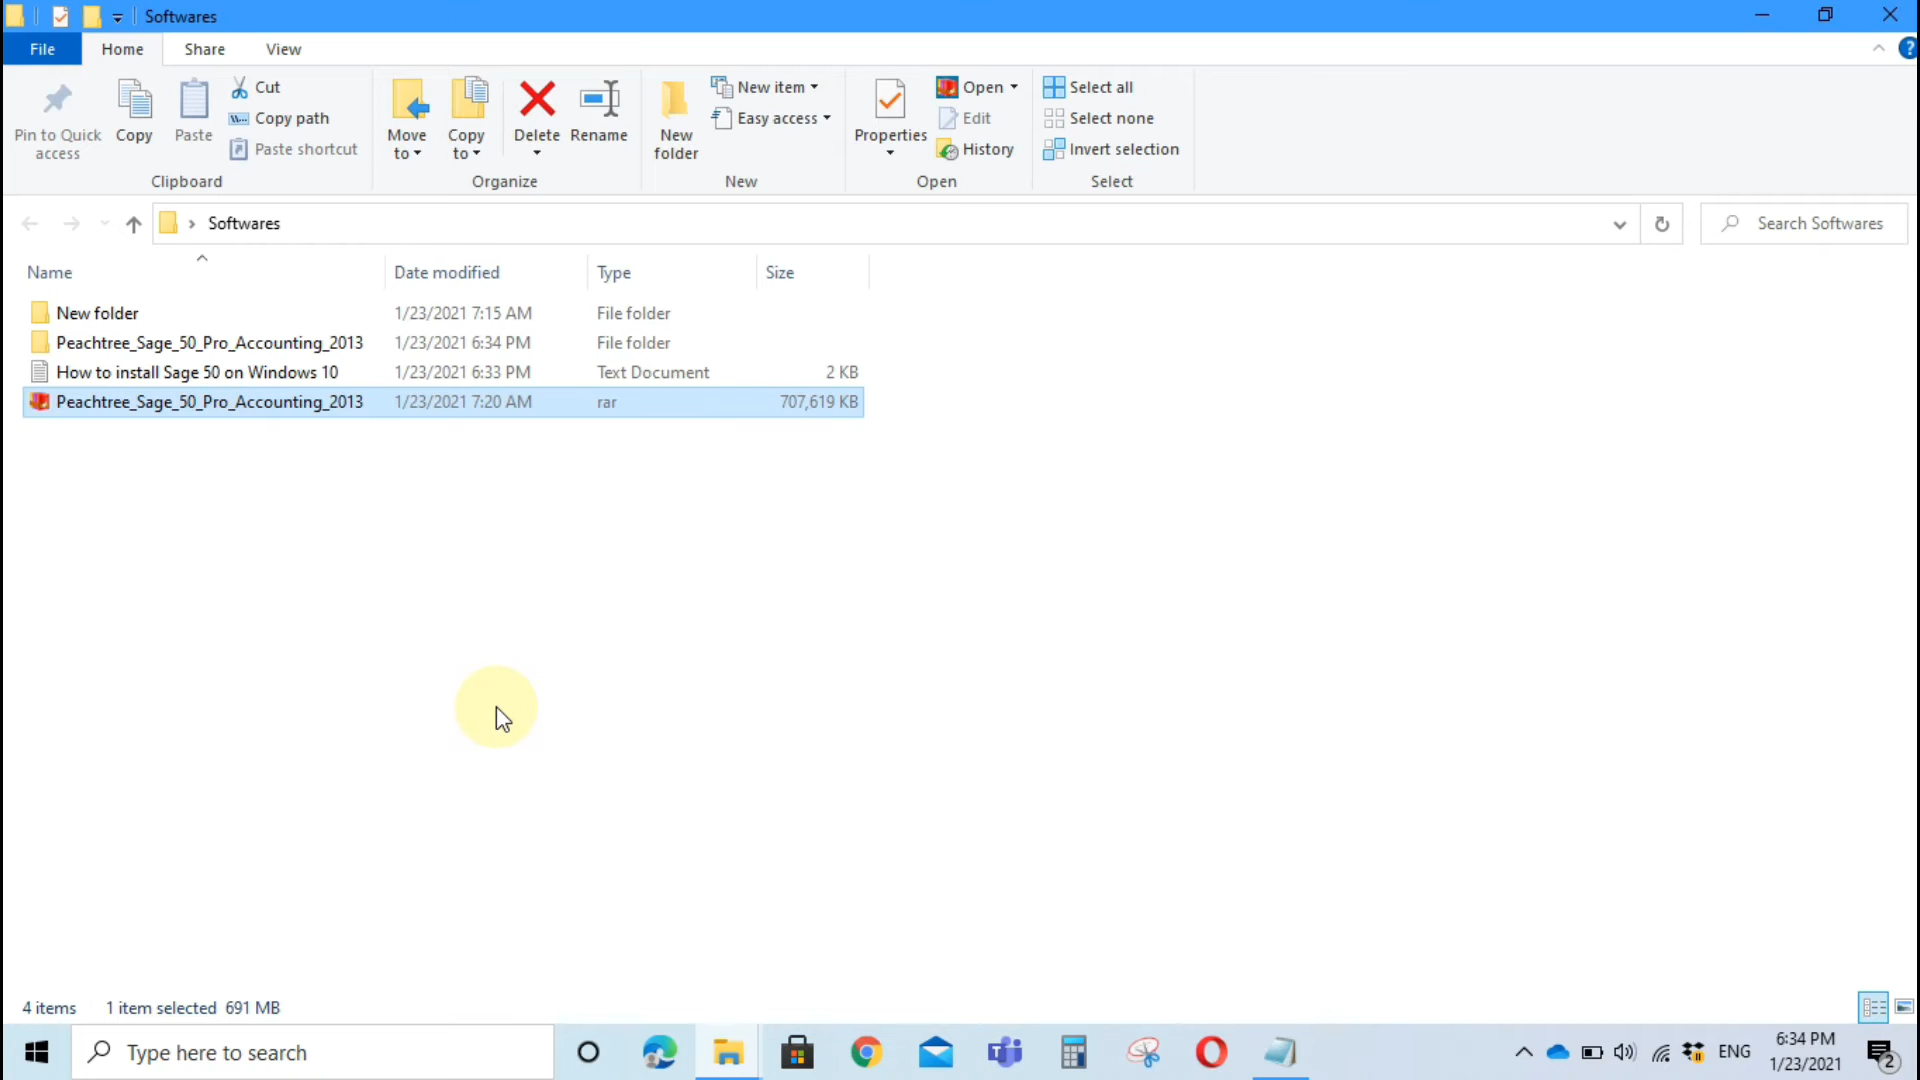 Softwares
File Home Share View
Pin to Quick access
Copy
Paste
Cut
Copy path
Paste shortcut
Clipboard
Move to
Copy to
Delete
Rename
Organize
New folder
New item
Easy access
New
Properties
Open
Edit
History
Open
Select all
Select none
Invert selection
Select
Softwares
Search Softwares
Name Date modified Type Size
New folder 1/23/2021 7:15 AM File folder
Peachtree_Sage_50_Pro_Accounting_2013 1/23/2021 6:34 PM File folder
How to install Sage 50 on Windows 10 1/23/2021 6:33 PM Text Document 2 KB
Peachtree_Sage_50_Pro_Accounting_2013 1/23/2021 7:20 AM rar 707,619 KB
4 items 1 item selected 691 MB
Type here to search
ENG
6:34 PM
1/23/2021
2